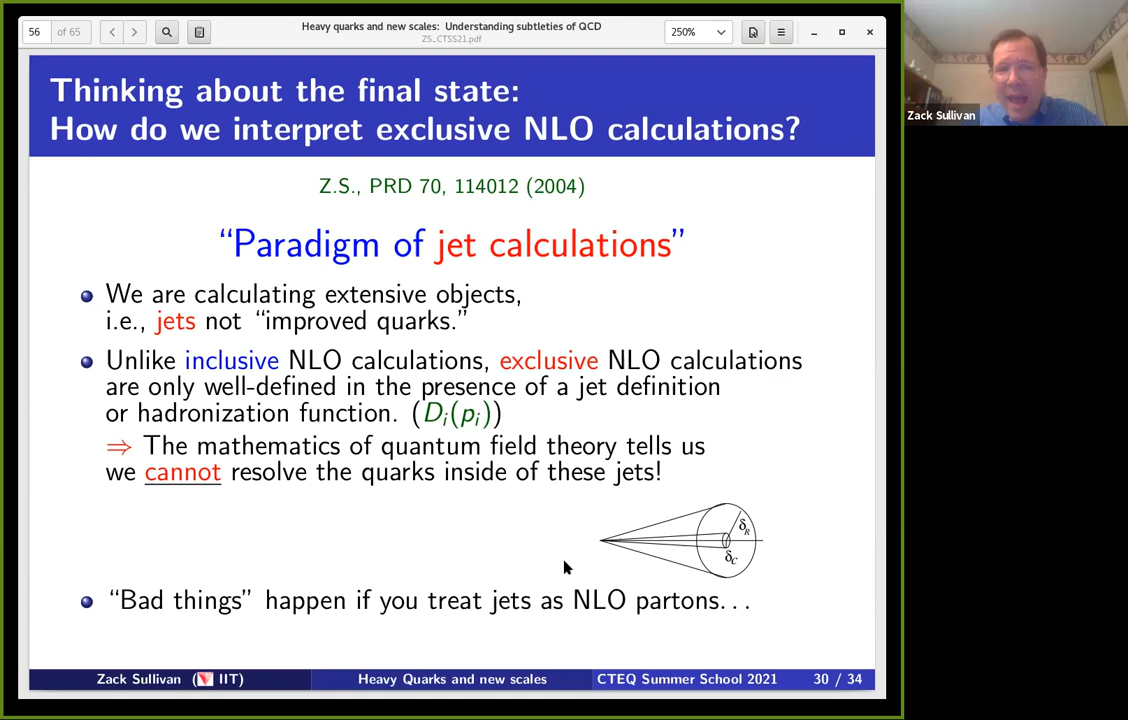 56 of 65
Heavy quarks and new scales: Understanding subtleties of QCD
ZS_CTSS21.pdf
250%
Zack Sullivan
Thinking about the final state:
How do we interpret exclusive NLO calculations?
Z.S., PRD 70, 114012 (2004)
“Paradigm of jet calculations”
We are calculating extensive objects,
i.e., jets not “improved quarks.”
Unlike inclusive NLO calculations, exclusive NLO calculations
are only well-defined in the presence of a jet definition
or hadronization function. (D_i(p_i))
⇒ The mathematics of quantum field theory tells us
we cannot resolve the quarks inside of these jets!
δ_R
δ_C
“Bad things” happen if you treat jets as NLO partons. . .
Zack Sullivan ( IIT) Heavy Quarks and new scales CTEQ Summer School 2021 30 / 34